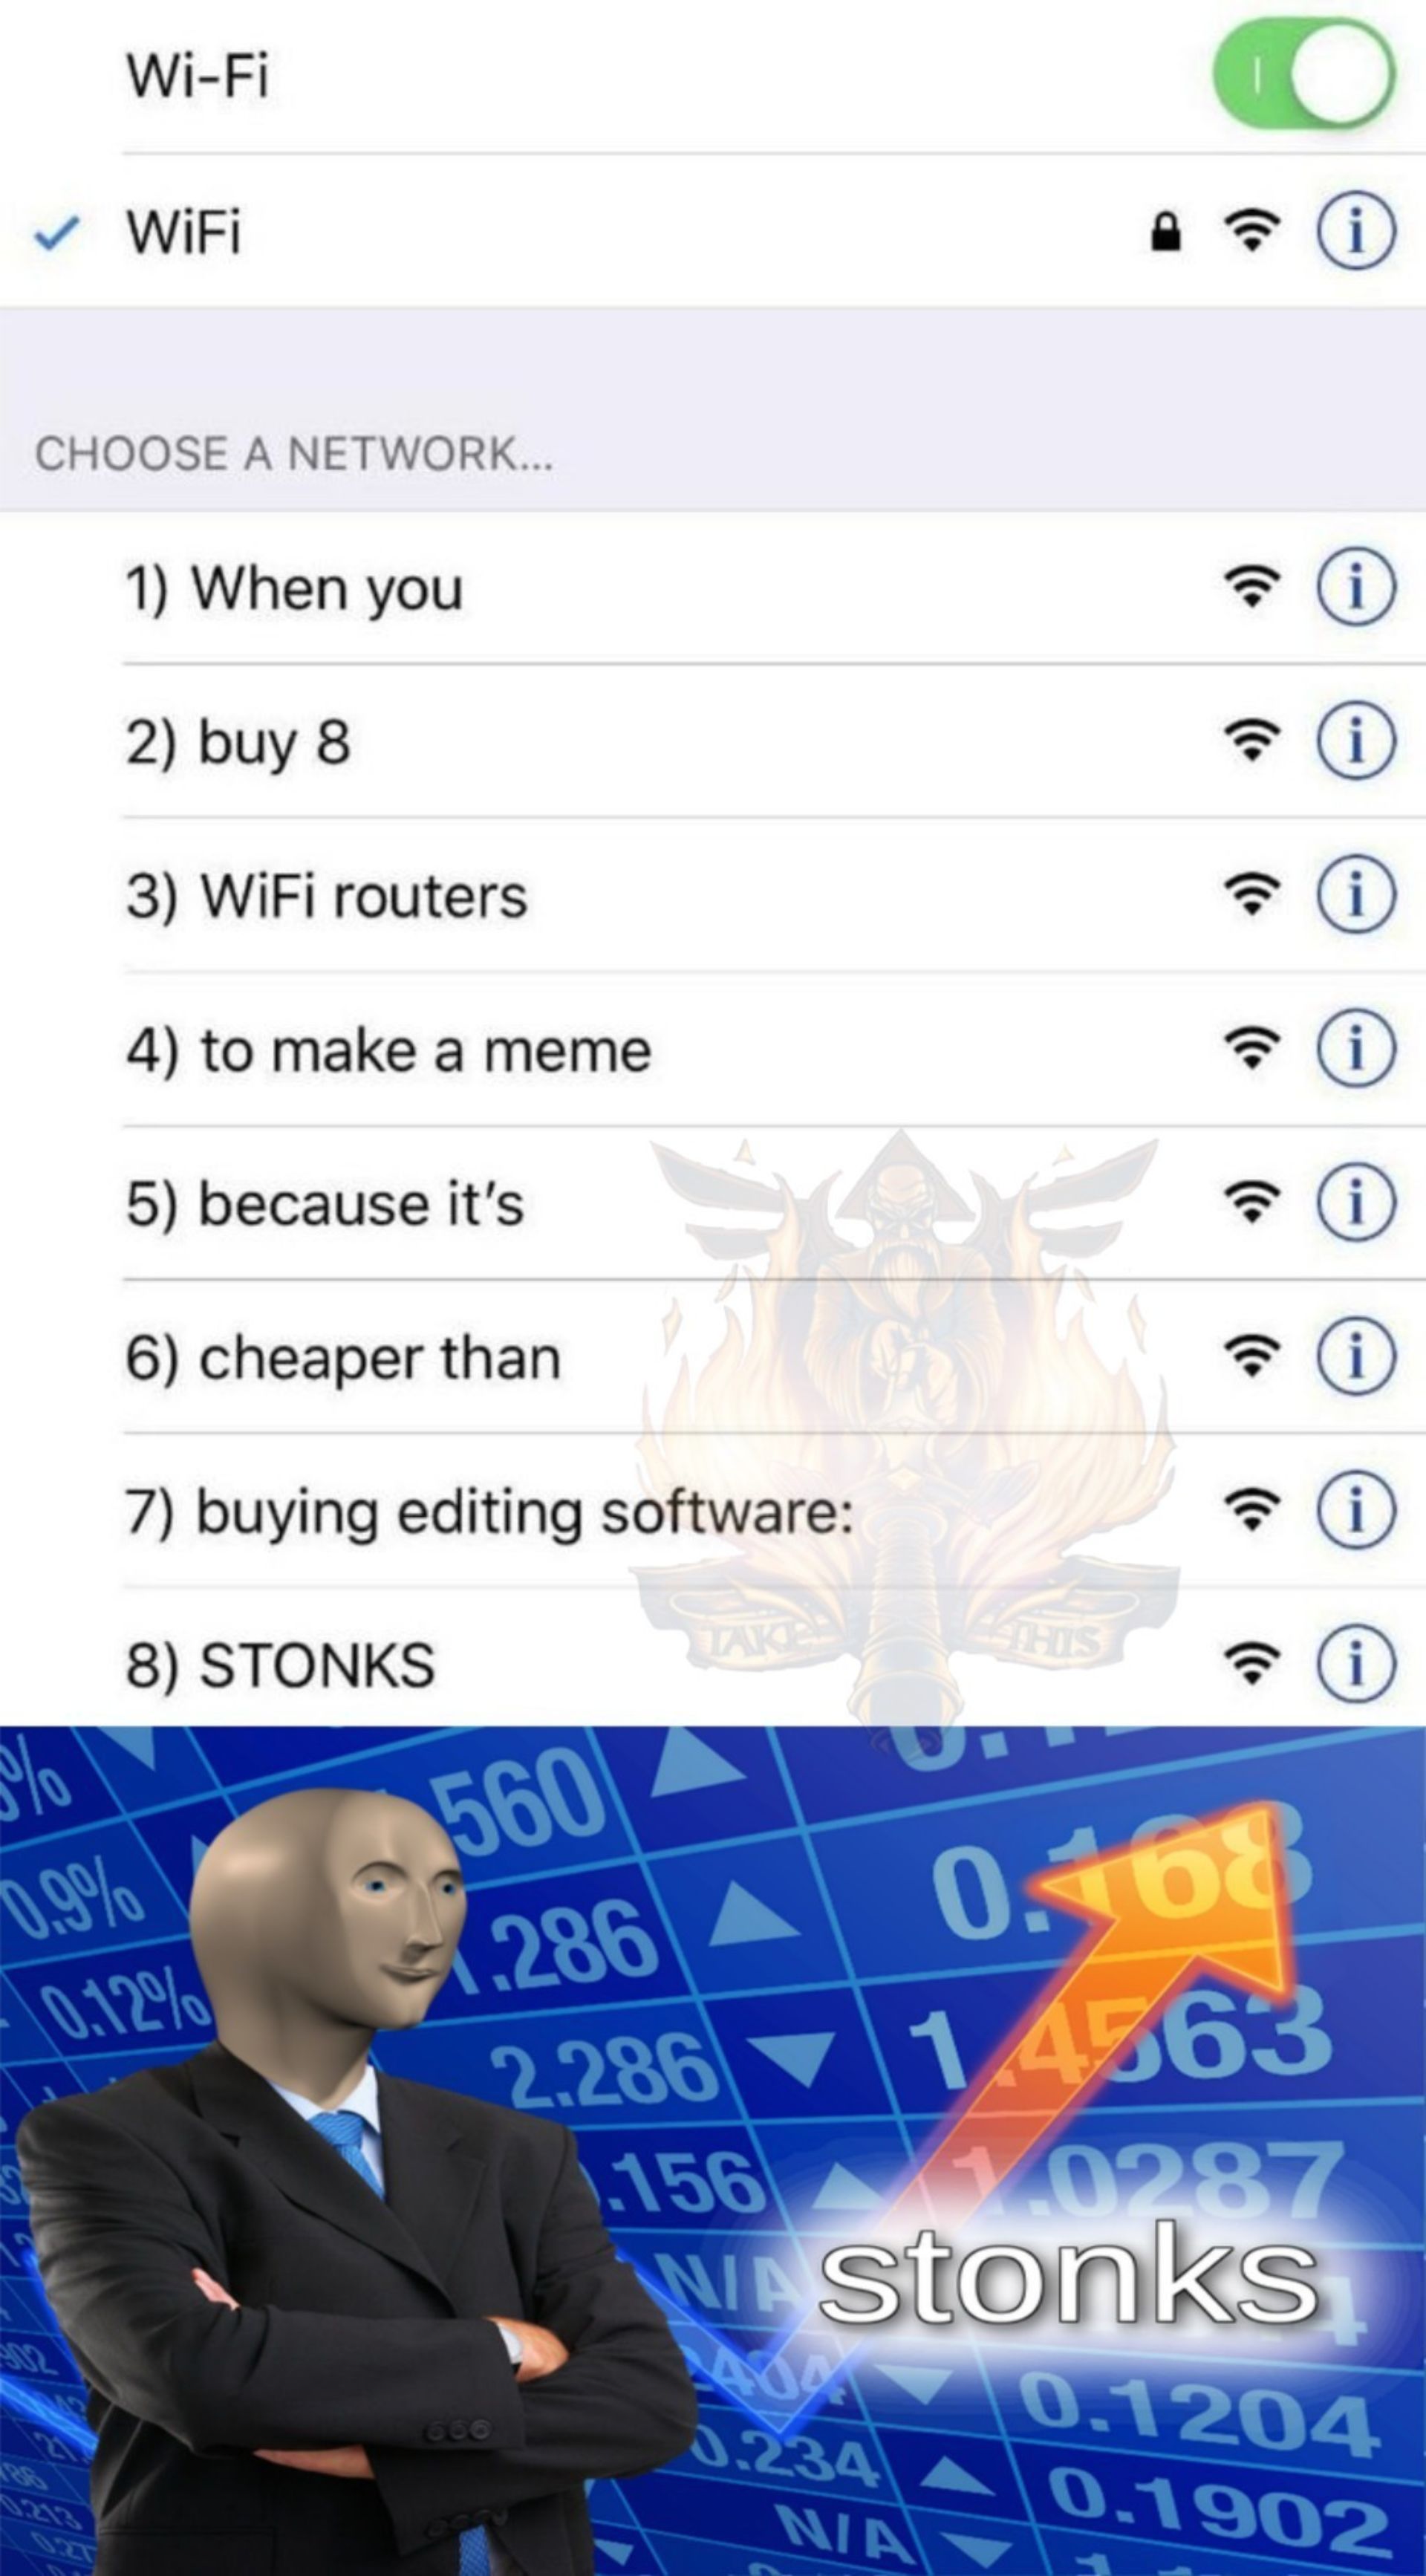 Wi-Fi
WiFi
CHOOSE A NETWORK...
1) When you
2) buy 8
3) WiFi routers
4) to make a meme
5) because it's
6) cheaper than
7) buying editing software:
8) STONKS
TAKE THIS
560
0.9%
0.168
1.286
0.12%
1.4563
2.286
.156
1.0287
N/A
stonks
2404
0.1204
0.234
0.1902
N/A